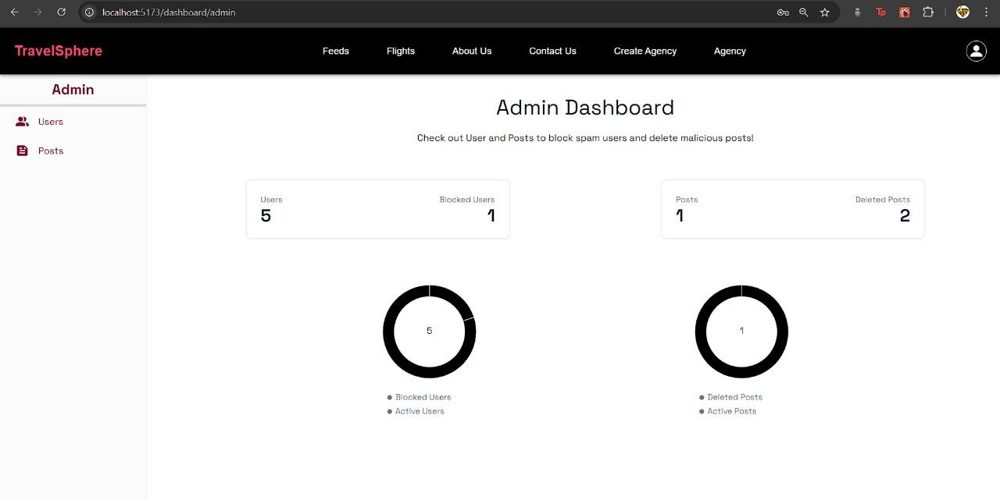 localhost:5173/dashboard/admin
Tp
TravelSphere
Feeds
Flights
About Us
Contact Us
Create Agency
Agency
Admin
Users
Posts
Admin Dashboard
Check out User and Posts to block spam users and delete malicious posts!
Users
Blocked Users
5
1
Posts
Deleted Posts
1
2
5
Blocked Users
Active Users
1
Deleted Posts
Active Posts